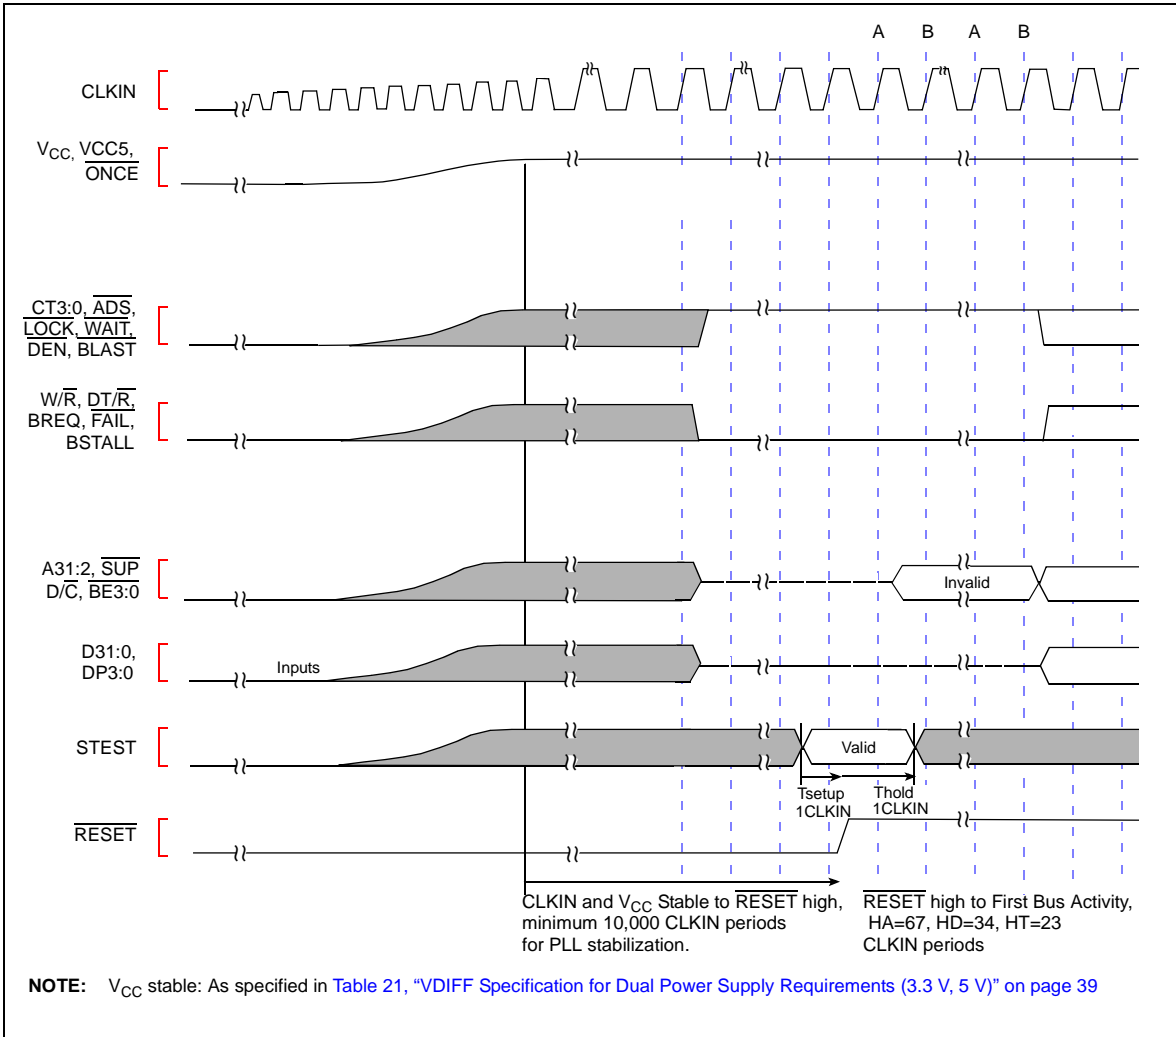 A B A B
CLKIN
VCC, VCC5,
ONCE
CT3:0, ADS,
LOCK, WAIT,
DEN, BLAST
W/R, DT/R,
BREQ, FAIL,
BSTALL
A31:2, SUP
D/C, BE3:0
Invalid
D31:0,
DP3:0
Inputs
STEST
Valid
Tsetup
1CLKIN
Thold
1CLKIN
RESET
CLKIN and VCC Stable to RESET high,
minimum 10,000 CLKIN periods
for PLL stabilization.
RESET high to First Bus Activity,
HA=67, HD=34, HT=23
CLKIN periods
NOTE: VCC stable: As specified in Table 21, “VDIFF Specification for Dual Power Supply Requirements (3.3 V, 5 V)” on page 39